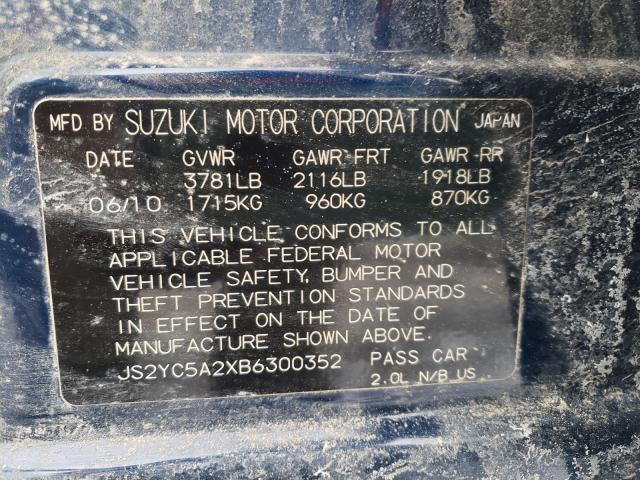 MFD BY SUZUKI MOTOR CORPORATION JAPAN
DATE GVWR GAWR FRT GAWR RR
3781LB 2116LB 1918LB
06/10 1715KG 960KG 870KG
THIS VEHICLE CONFORMS TO ALL
APPLICABLE FEDERAL MOTOR
VEHICLE SAFETY, BUMPER AND
THEFT PREVENTION STANDARDS
IN EFFECT ON THE DATE OF
MANUFACTURE SHOWN ABOVE.
JS2YC5A2XB6300352 PASS CAR
2.0L N/B US